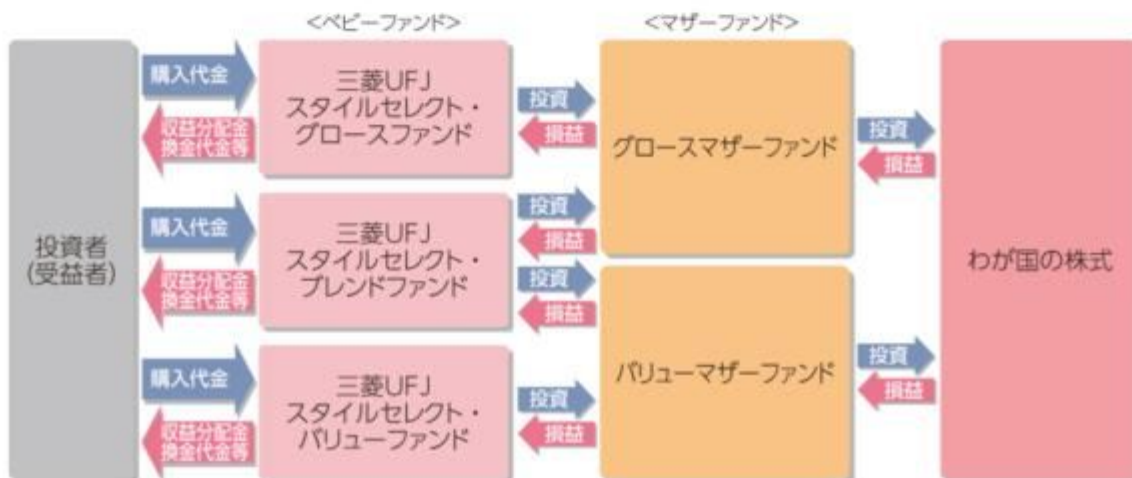 <ベビーファンド>
<マザーファンド>
投資者
(受益者)
購入代金
収益分配金
換金代金等
三菱UFJ
スタイルセレクト・
グロースファンド
投資
損益
購入代金
収益分配金
換金代金等
三菱UFJ
スタイルセレクト・
ブレンドファンド
投資
損益
投資
損益
購入代金
収益分配金
換金代金等
三菱UFJ
スタイルセレクト・
バリューファンド
投資
損益
グロースマザーファンド
投資
損益
バリューマザーファンド
投資
損益
わが国の株式